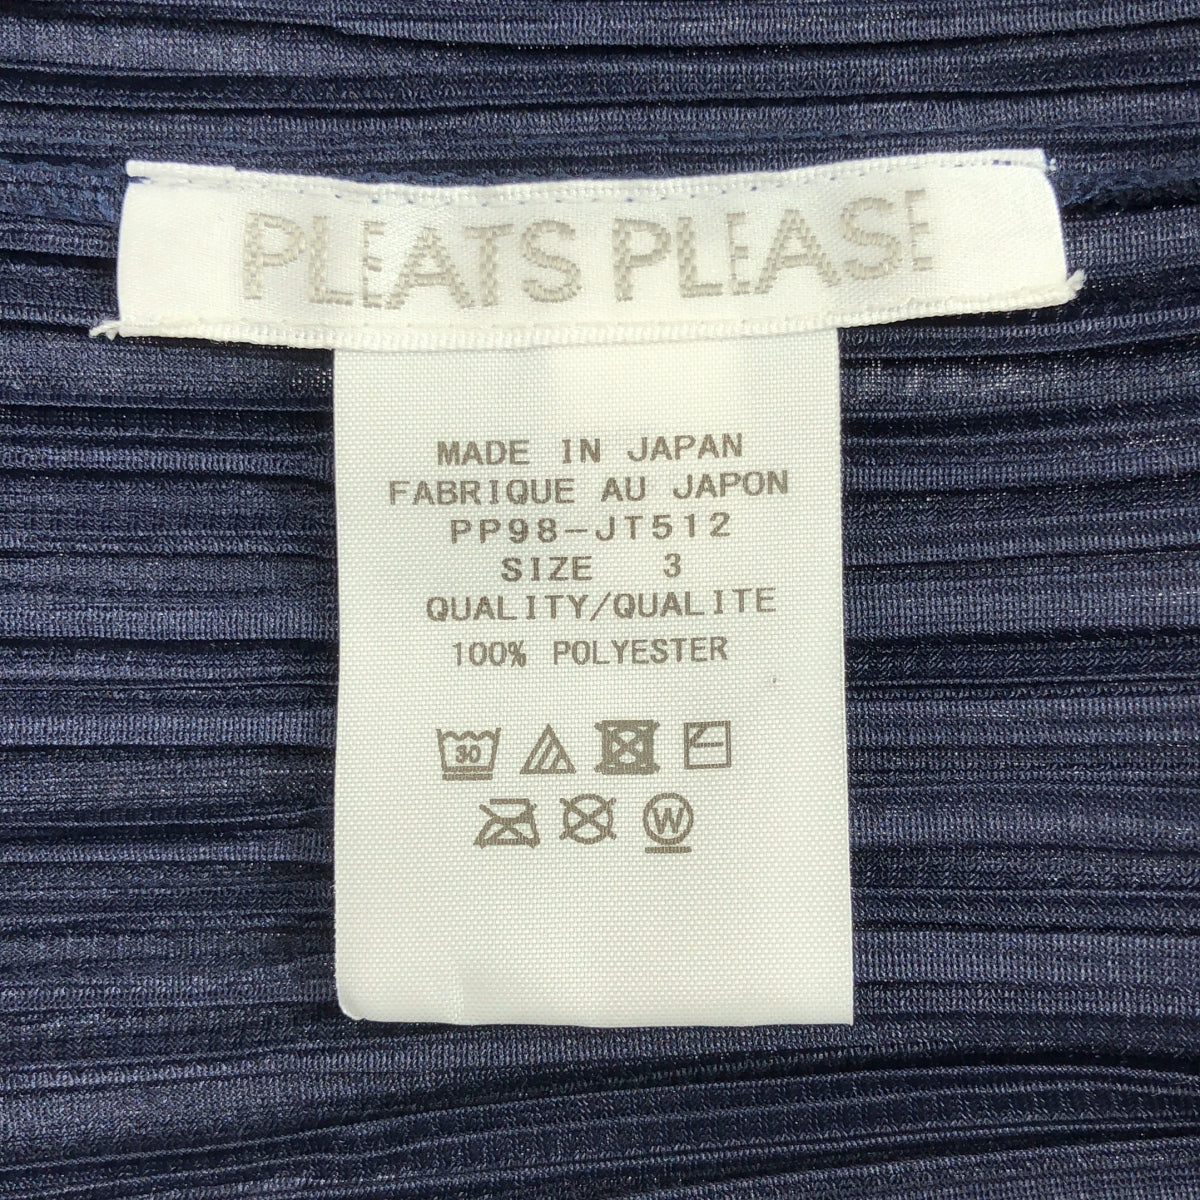 PLEATS PLEASE
MADE IN JAPAN
FABRIQUE AU JAPON
PP98-JT512
SIZE 3
QUALITY/QUALITE
100% POLYESTER
30
W